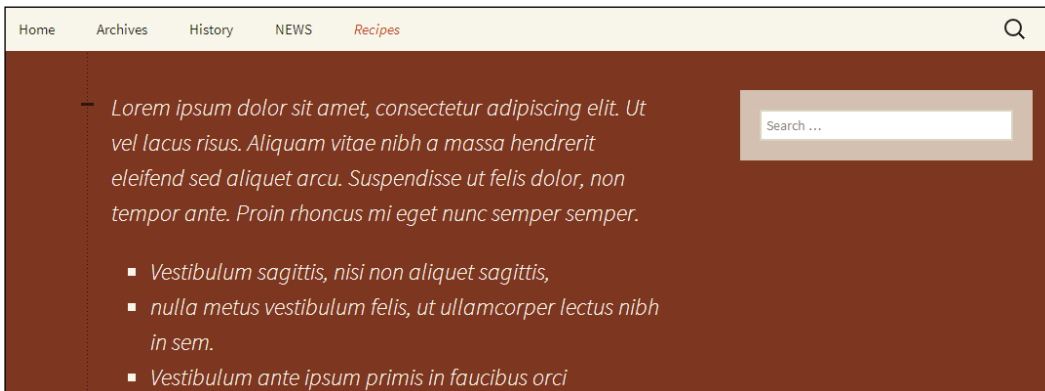 Home Archives History NEWS Recipes
Lorem ipsum dolor sit amet, consectetur adipiscing elit. Ut
vel lacus risus. Aliquam vitae nibh a massa hendrerit
eleifend sed aliquet arcu. Suspendisse ut felis dolor, non
tempor ante. Proin rhoncus mi eget nunc semper semper.
Vestibulum sagittis, nisi non aliquet sagittis,
nulla metus vestibulum felis, ut ullamcorper lectus nibh
in sem.
Vestibulum ante ipsum primis in faucibus orci
Search ...